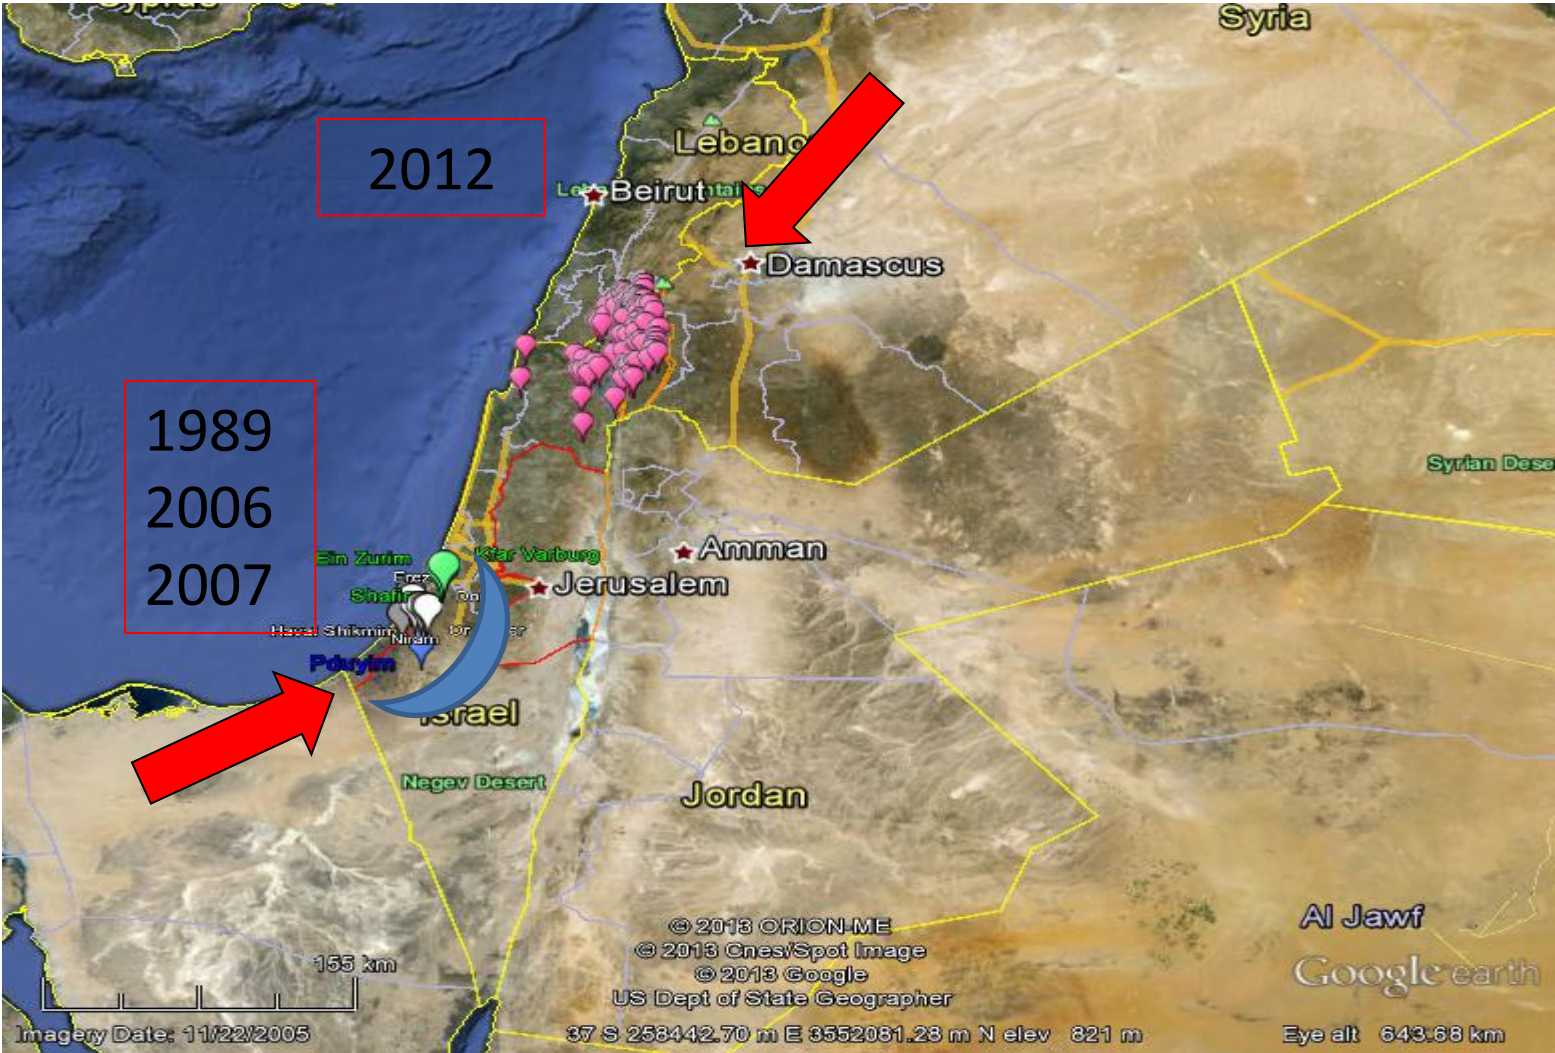 Syria
Lebano
2012
Beirut
Damascus
1989
2006
2007
Syrian Dese
Ein Zurim
Kfar Varburg
Amman
Erez
Shafir
Jerusalem
Niram
Pduyim
Israel
Negev Desert
Jordan
© 2013 ORION-ME
Al Jawf
© 2013 Cnes/Spot Image
155 km
© 2013 Google
Google earth
US Dept of State Geographer
Imagery Date: 11/22/2005
37 S 258442.70 m E 3552081.28 m N elev 821 m
Eye alt 643.68 km